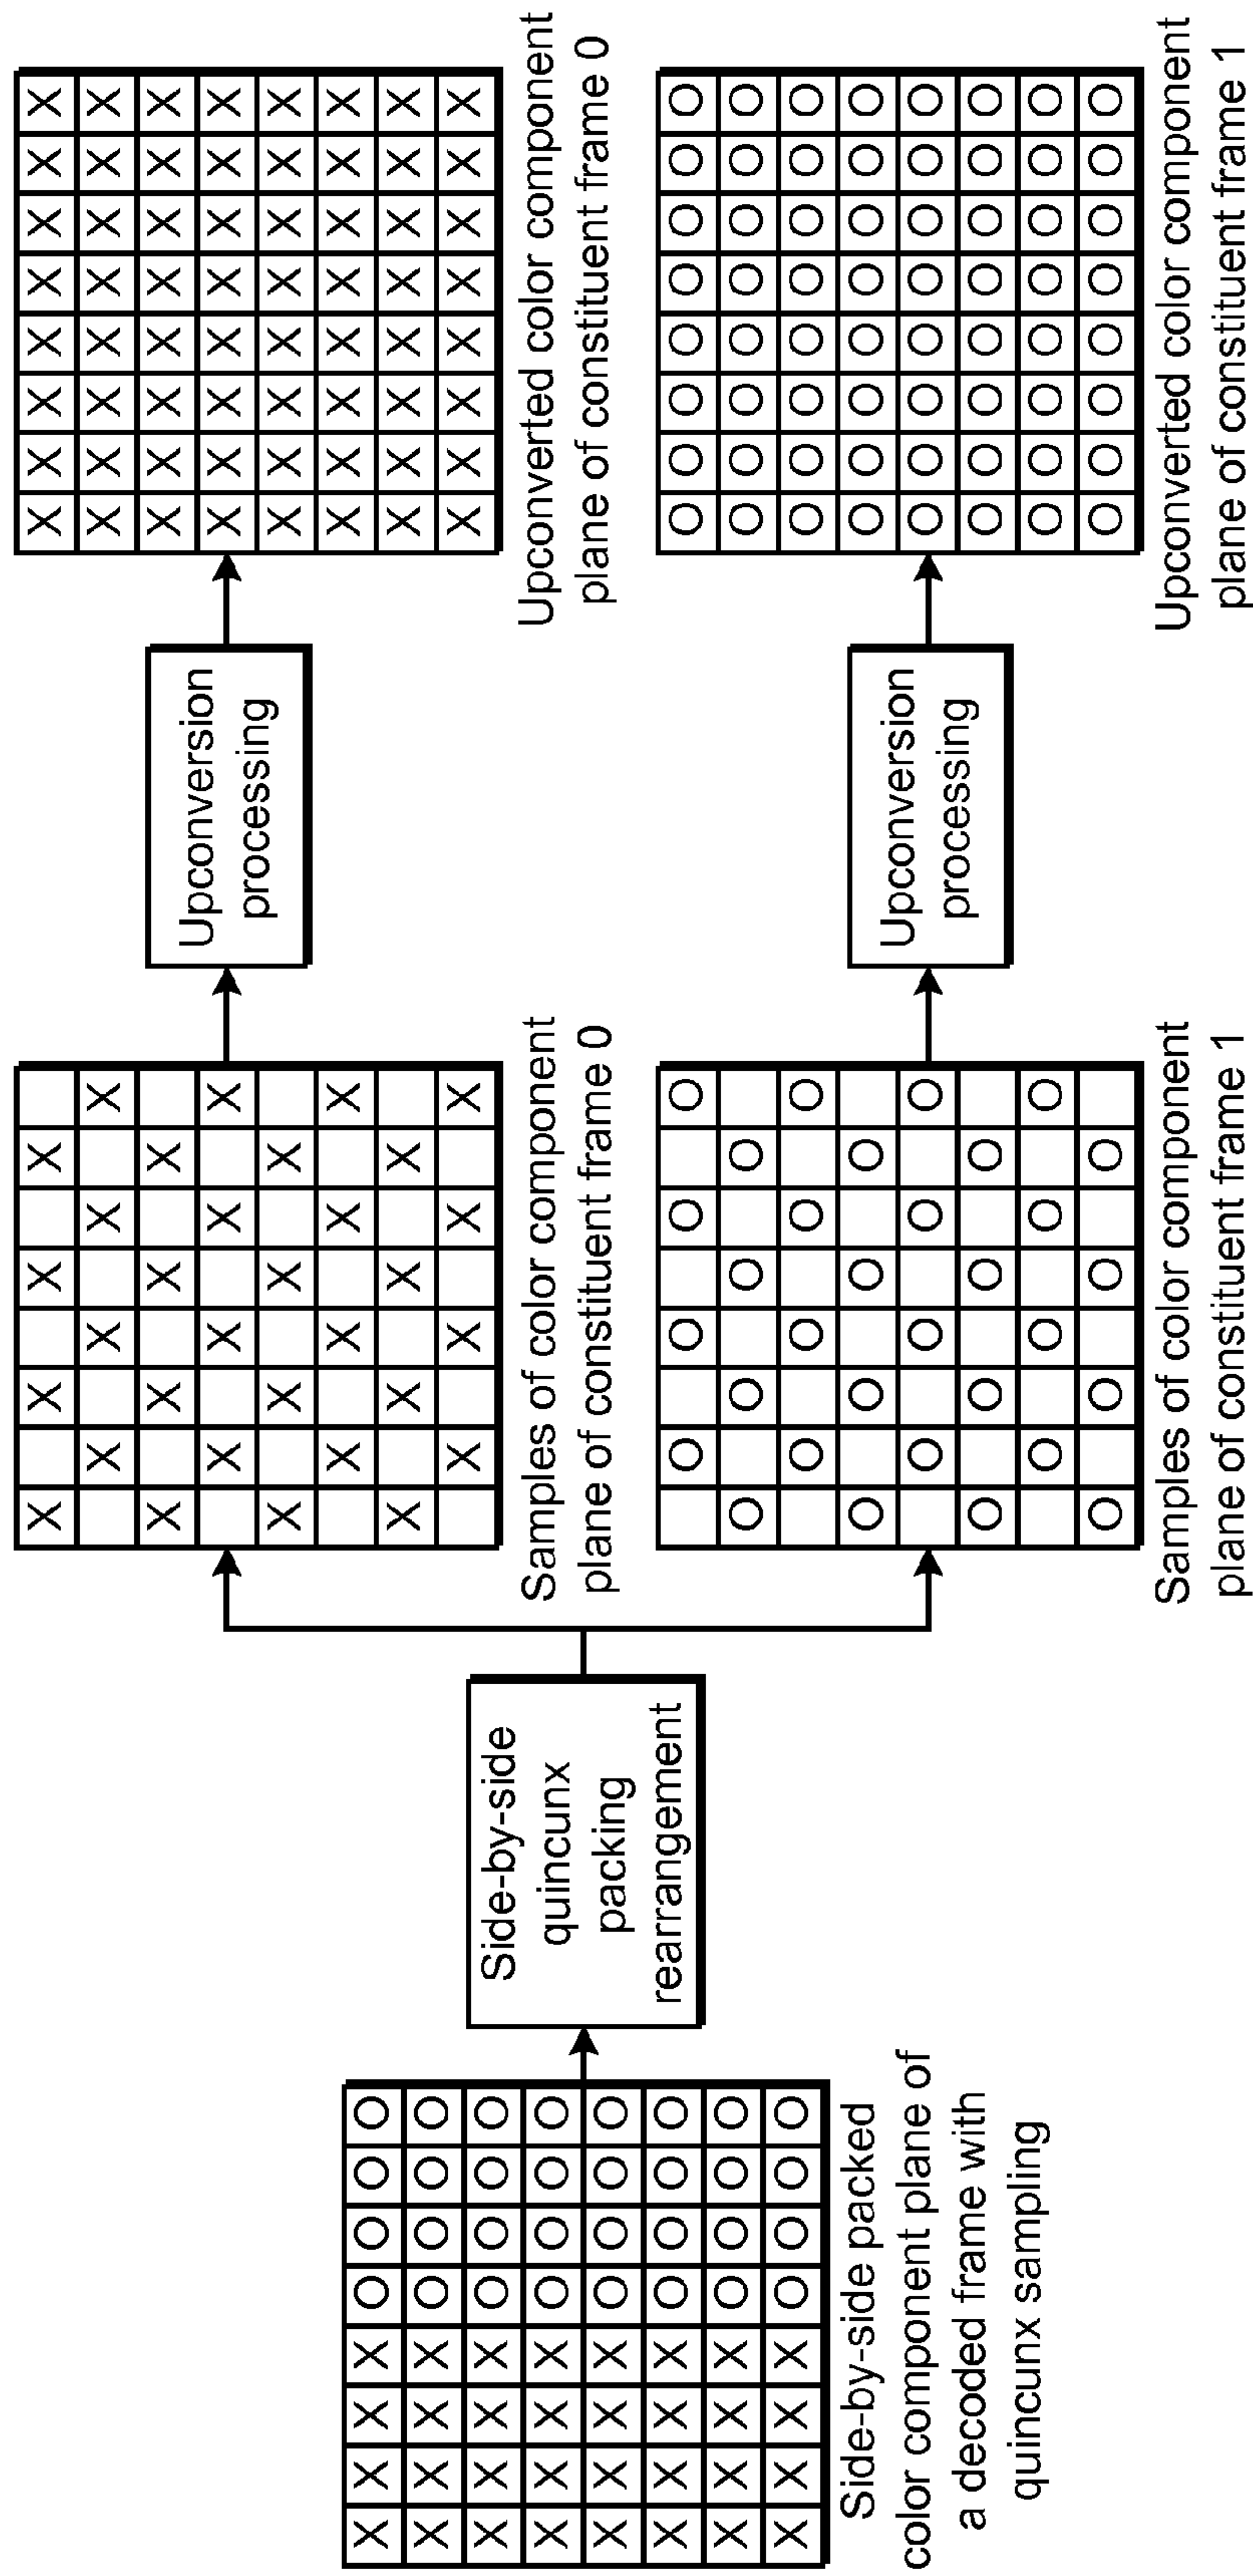 X X X X
X X X X
X X X X
X X X X
X X X X
X X X X
X X X X
X X X X
Samples of color component
plane of constituent frame 0
Upconversion
processing
X X X X X X X X
X X X X X X X X
X X X X X X X X
X X X X X X X X
X X X X X X X X
X X X X X X X X
X X X X X X X X
X X X X X X X X
Upconverted color component
plane of constituent frame 0
X X X X O O O O
X X X X O O O O
X X X X O O O O
X X X X O O O O
X X X X O O O O
X X X X O O O O
X X X X O O O O
X X X X O O O O
Side-by-side packed
color component plane of
a decoded frame with
quincunx sampling
Side-by-side
quincunx
packing
rearrangement
O O O O
O O O O
O O O O
O O O O
O O O O
O O O O
O O O O
O O O O
Samples of color component
plane of constituent frame 1
Upconversion
processing
O O O O O O O O
O O O O O O O O
O O O O O O O O
O O O O O O O O
O O O O O O O O
O O O O O O O O
O O O O O O O O
O O O O O O O O
Upconverted color component
plane of constituent frame 1